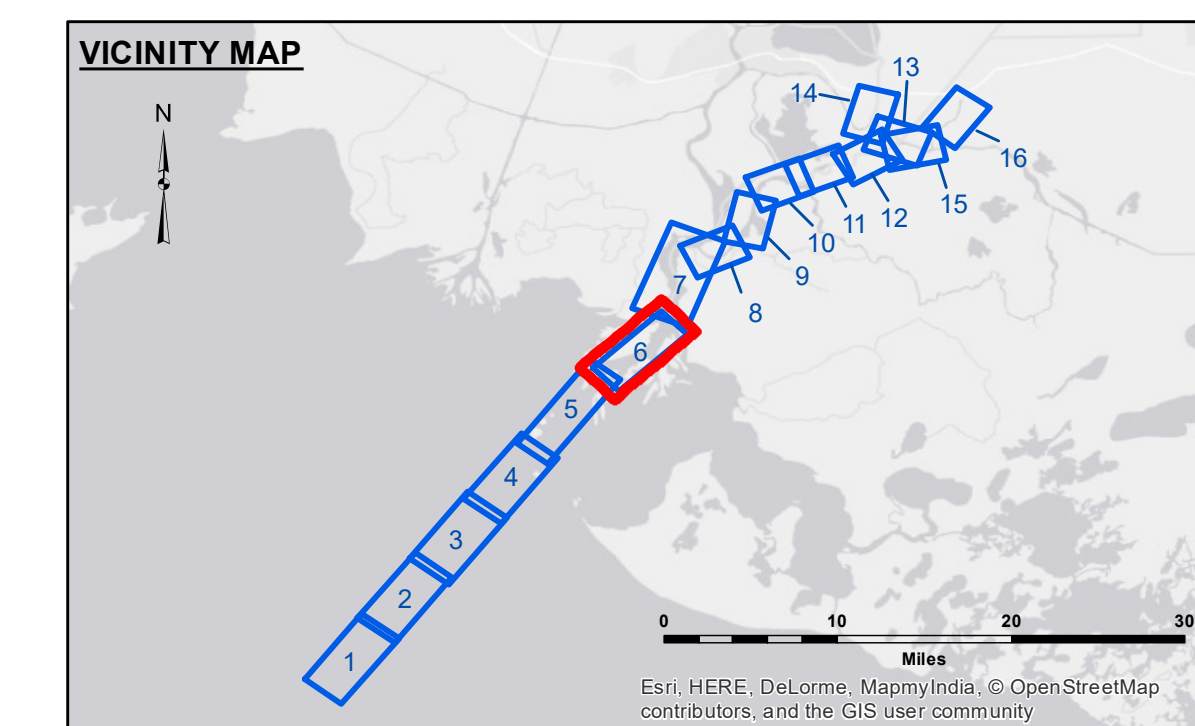 VICINITY MAP
N
13
14
16
15
12
11
10
9
8
7
6
5
4
3
2
1
0 10 20 30
Miles
Esri, HERE, DeLorme, MapmyIndia, © OpenStreetMap
contributors, and the GIS user community